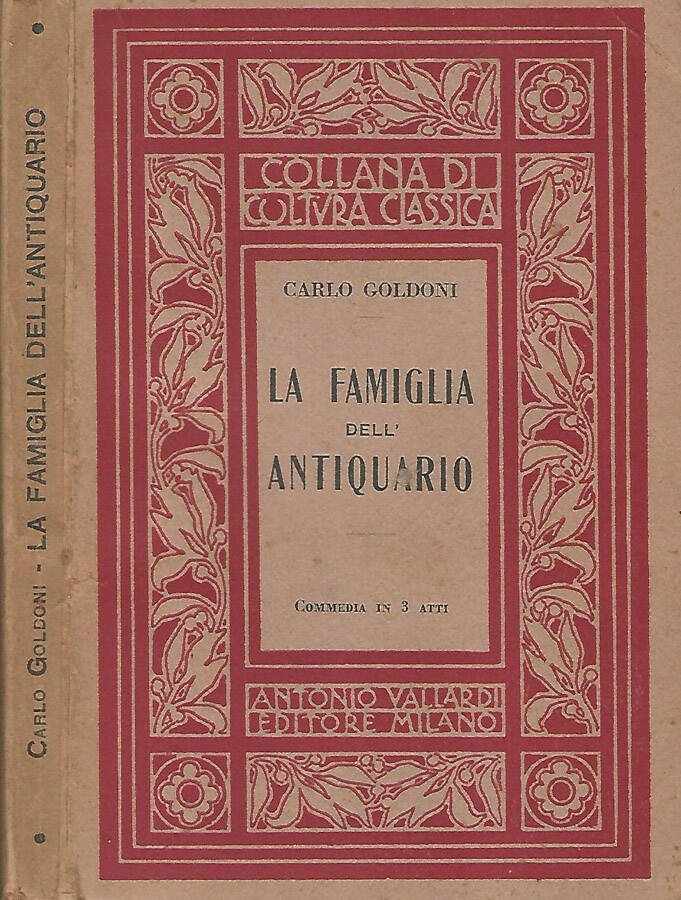 CARLO GOLDONI - LA FAMIGLIA DELL'ANTIQUARIO
COLLANA DI
COLTVRA CLASSICA
CARLO GOLDONI
LA FAMIGLIA
DELL'
ANTIQUARIO
COMMEDIA IN 3 ATTI
ANTONIO VALLARDI
EDITORE MILANO